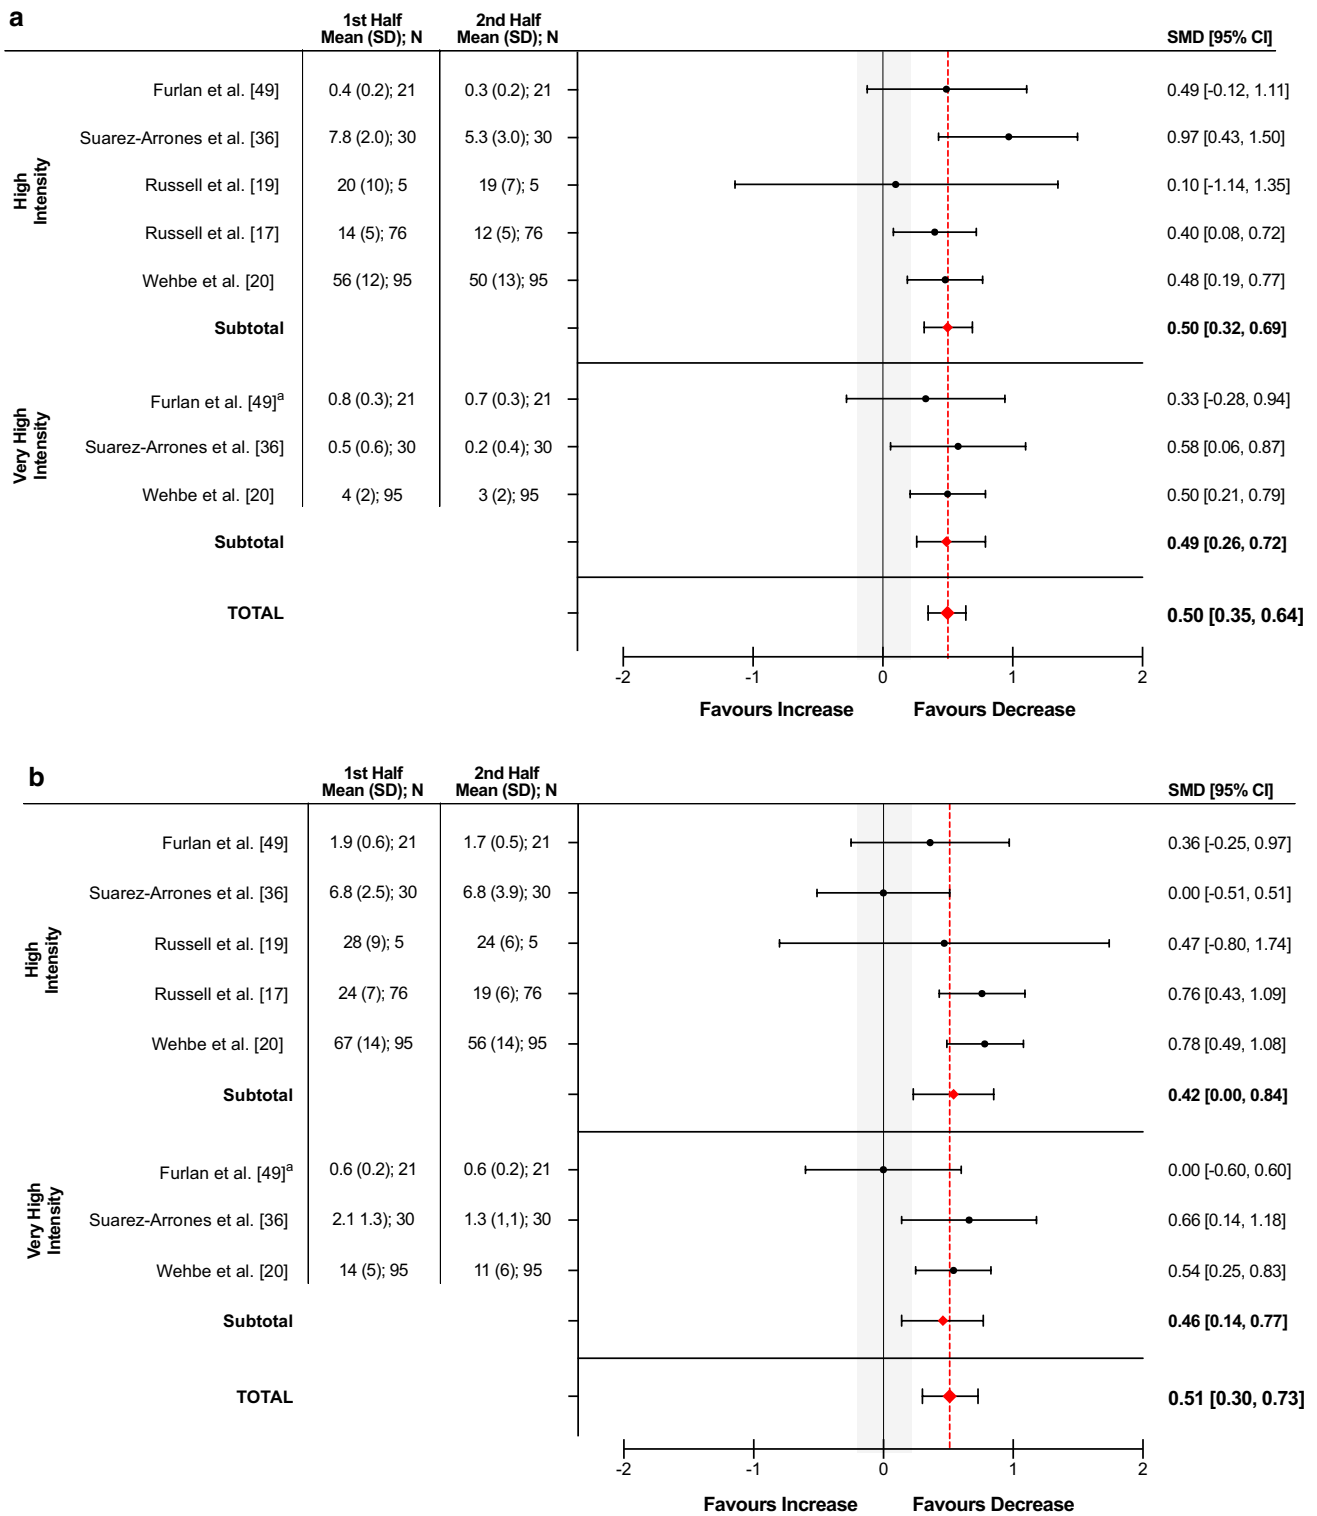 a
1st Half 2nd Half
Mean (SD); N Mean (SD); N SMD [95% CI]
High Intensity
Furlan et al. [49] 0.4 (0.2); 21 0.3 (0.2); 21 0.49 [-0.12, 1.11]
Suarez-Arrones et al. [36] 7.8 (2.0); 30 5.3 (3.0); 30 0.97 [0.43, 1.50]
Russell et al. [19] 20 (10); 5 19 (7); 5 0.10 [-1.14, 1.35]
Russell et al. [17] 14 (5); 76 12 (5); 76 0.40 [0.08, 0.72]
Wehbe et al. [20] 56 (12); 95 50 (13); 95 0.48 [0.19, 0.77]
Subtotal 0.50 [0.32, 0.69]
Very High Intensity
Furlan et al. [49]a 0.8 (0.3); 21 0.7 (0.3); 21 0.33 [-0.28, 0.94]
Suarez-Arrones et al. [36] 0.5 (0.6); 30 0.2 (0.4); 30 0.58 [0.06, 0.87]
Wehbe et al. [20] 4 (2); 95 3 (2); 95 0.50 [0.21, 0.79]
Subtotal 0.49 [0.26, 0.72]
TOTAL 0.50 [0.35, 0.64]
-2 -1 0 1 2
Favours Increase Favours Decrease
b
1st Half 2nd Half
Mean (SD); N Mean (SD); N SMD [95% CI]
High Intensity
Furlan et al. [49] 1.9 (0.6); 21 1.7 (0.5); 21 0.36 [-0.25, 0.97]
Suarez-Arrones et al. [36] 6.8 (2.5); 30 6.8 (3.9); 30 0.00 [-0.51, 0.51]
Russell et al. [19] 28 (9); 5 24 (6); 5 0.47 [-0.80, 1.74]
Russell et al. [17] 24 (7); 76 19 (6); 76 0.76 [0.43, 1.09]
Wehbe et al. [20] 67 (14); 95 56 (14); 95 0.78 [0.49, 1.08]
Subtotal 0.42 [0.00, 0.84]
Very High Intensity
Furlan et al. [49]a 0.6 (0.2); 21 0.6 (0.2); 21 0.00 [-0.60, 0.60]
Suarez-Arrones et al. [36] 2.1 1.3); 30 1.3 (1,1); 30 0.66 [0.14, 1.18]
Wehbe et al. [20] 14 (5); 95 11 (6); 95 0.54 [0.25, 0.83]
Subtotal 0.46 [0.14, 0.77]
TOTAL 0.51 [0.30, 0.73]
-2 -1 0 1 2
Favours Increase Favours Decrease